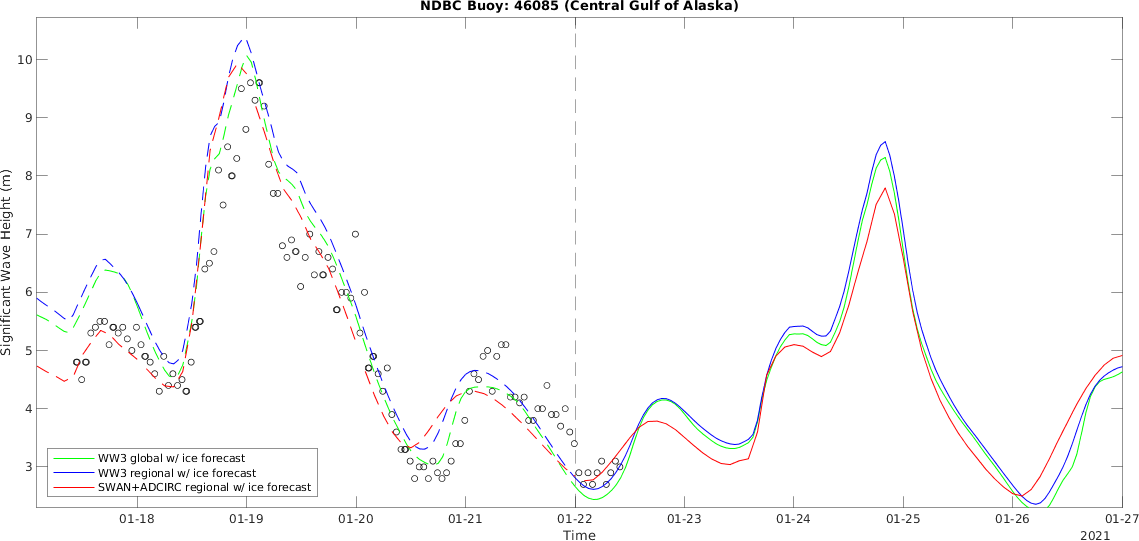 NDBC Buoy: 46085 (Central Gulf of Alaska)
Significant Wave Height (m)
10
9
8
7
6
5
4
3
WW3 global w/ ice forecast
WW3 regional w/ ice forecast
SWAN+ADCIRC regional w/ ice forecast
01-18 01-19 01-20 01-21 01-22 01-23 01-24 01-25 01-26 01-27
Time
2021